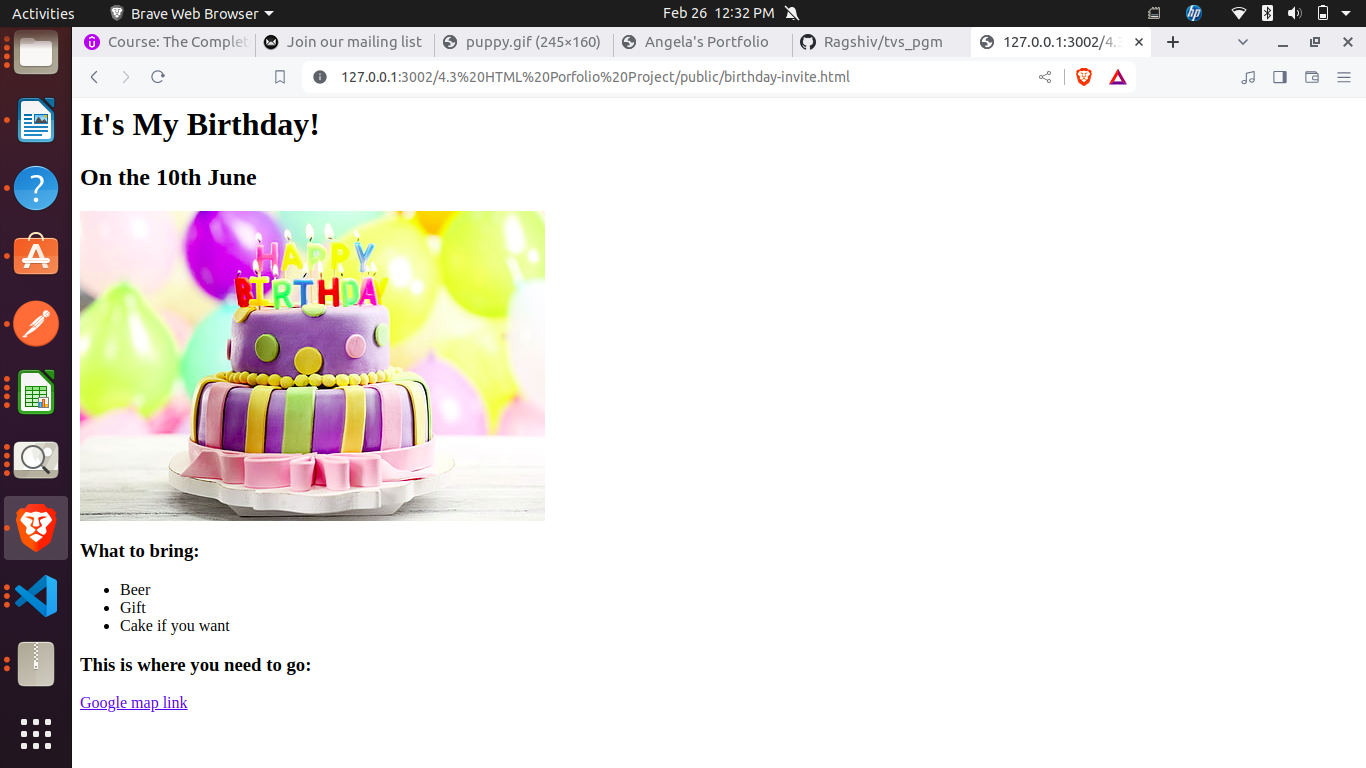 Activities
Brave Web Browser
Feb 26 12:32 PM
hp
Course: The Complet
Join our mailing list
puppy.gif (245×160)
Angela's Portfolio
Ragshiv/tvs_pgm
127.0.0.1:3002/4.3
127.0.0.1:3002/4.3%20HTML%20Porfolio%20Project/public/birthday-invite.html
It's My Birthday!
On the 10th June
HAPPY
BIRTHDAY
What to bring:
Beer
Gift
Cake if you want
This is where you need to go:
Google map link